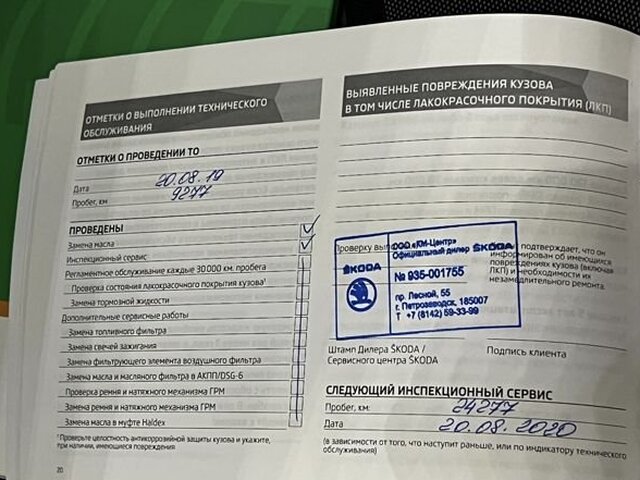 ОТМЕТКИ О ВЫПОЛНЕНИИ ТЕХНИЧЕСКОГО
ОБСЛУЖИВАНИЯ
ОТМЕТКИ О ПРОВЕДЕНИИ ТО
Дата 20.08.19
Пробег, км 9277
ПРОВЕДЕНЫ
Замена масла
Инспекционный сервис
Регламентное обслуживание каждые 30 000 км. пробега
Проверка состояния лакокрасочного покрытия кузова¹
Замена тормозной жидкости
Дополнительные сервисные работы
Замена топливного фильтра
Замена свечей зажигания
Замена фильтрующего элемента воздушного фильтра
Замена масла и масляного фильтра в АКПП/DSG-6
Проверка ремня и натяжного механизма ГРМ
Замена ремня и натяжного механизма ГРМ
Замена масла в муфте Haldex
¹ Проверьте целостность антикоррозийной защиты кузова и укажите,
при наличии, имеющиеся повреждения
20
ВЫЯВЛЕННЫЕ ПОВРЕЖДЕНИЯ КУЗОВА
В ТОМ ЧИСЛЕ ЛАКОКРАСОЧНОГО ПОКРЫТИЯ (ЛКП)
Проверку
подтверждает, что он
информирован об имеющихся
повреждениях кузова (включая
ЛКП) и необходимости их
незамедлительного ремонта.
ООО «КМ-Центр»
Официальный дилер ŠKODA
ŠKODA
№ 935-001755
пр. Лесной, 55
г. Петрозаводск, 185007
Т +7 (8142) 59-33-99
Штамп Дилера ŠKODA /
Сервисного центра ŠKODA
Подпись клиента
СЛЕДУЮЩИЙ ИНСПЕКЦИОННЫЙ СЕРВИС
Пробег, км: 24277
Дата 20.08.2020
(в зависимости от того, что наступит раньше, или по индикатору технического
обслуживания)